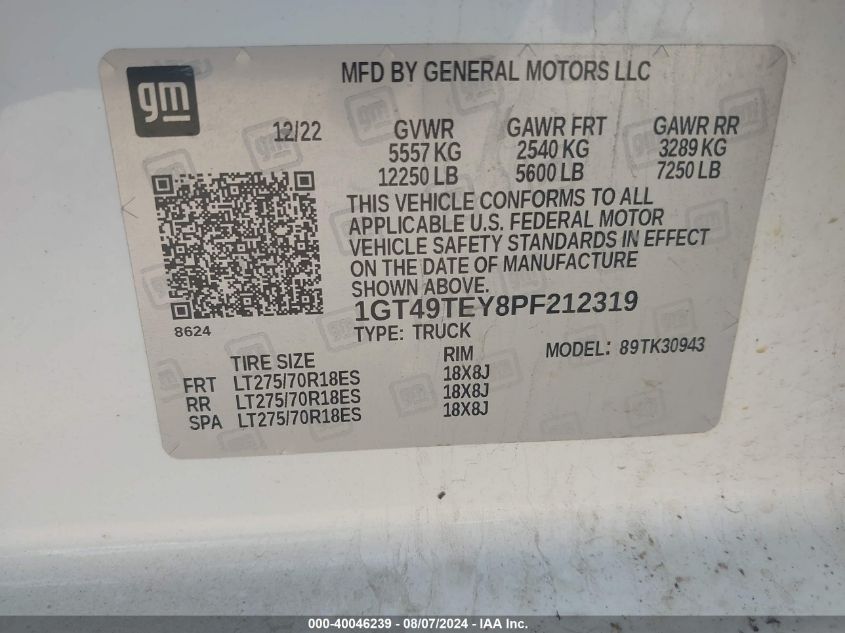 gm
MFD BY GENERAL MOTORS LLC
12/22 GVWR GAWR FRT GAWR RR
5557 KG 2540 KG 3289 KG
12250 LB 5600 LB 7250 LB
THIS VEHICLE CONFORMS TO ALL
APPLICABLE U.S. FEDERAL MOTOR
VEHICLE SAFETY STANDARDS IN EFFECT
ON THE DATE OF MANUFACTURE
SHOWN ABOVE.
1GT49TEY8PF212319
8624 TYPE: TRUCK MODEL: 89TK30943
TIRE SIZE RIM
FRT LT275/70R18ES 18X8J
RR LT275/70R18ES 18X8J
SPA LT275/70R18ES 18X8J
000-40046239 - 08/07/2024 - IAA Inc.